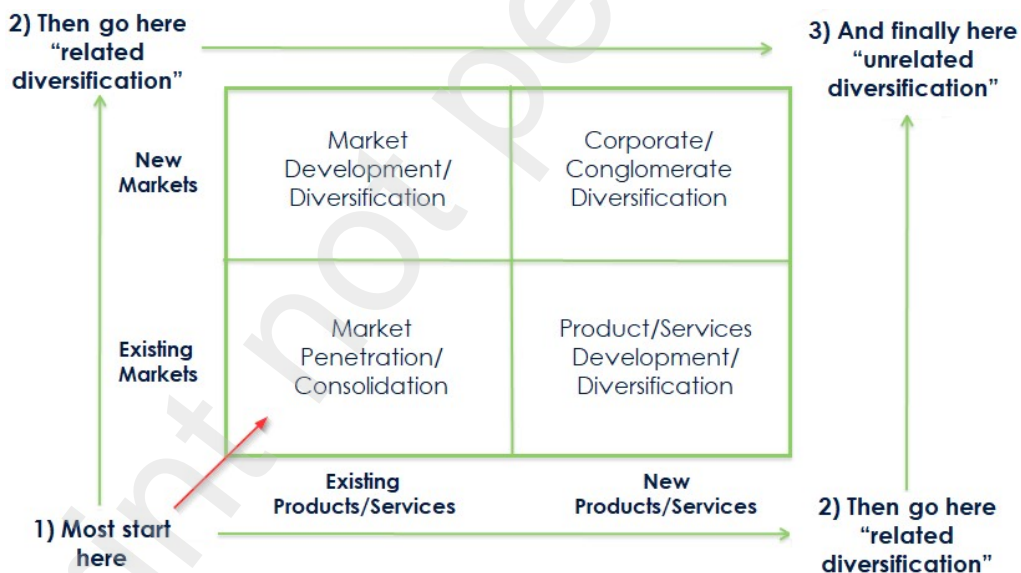 2) Then go here
“related
diversification”
3) And finally here
“unrelated
diversification”
New
Markets
Market
Development/
Diversification
Corporate/
Conglomerate
Diversification
Existing
Markets
Market
Penetration/
Consolidation
Product/Services
Development/
Diversification
Existing
Products/Services
New
Products/Services
1) Most start
here
2) Then go here
“related
diversification”
not